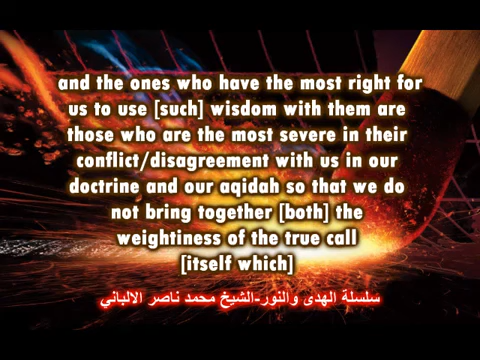 and the ones who have the most right for
us to use [such] wisdom with them are
those who are the most severe in their
conflict/disagreement with us in our
doctrine and our aqidah so that we do
not bring together [both] the
weightiness of the true call
[itself which]
سلسلة الهدى والنور-الشيخ محمد ناصر الالباني